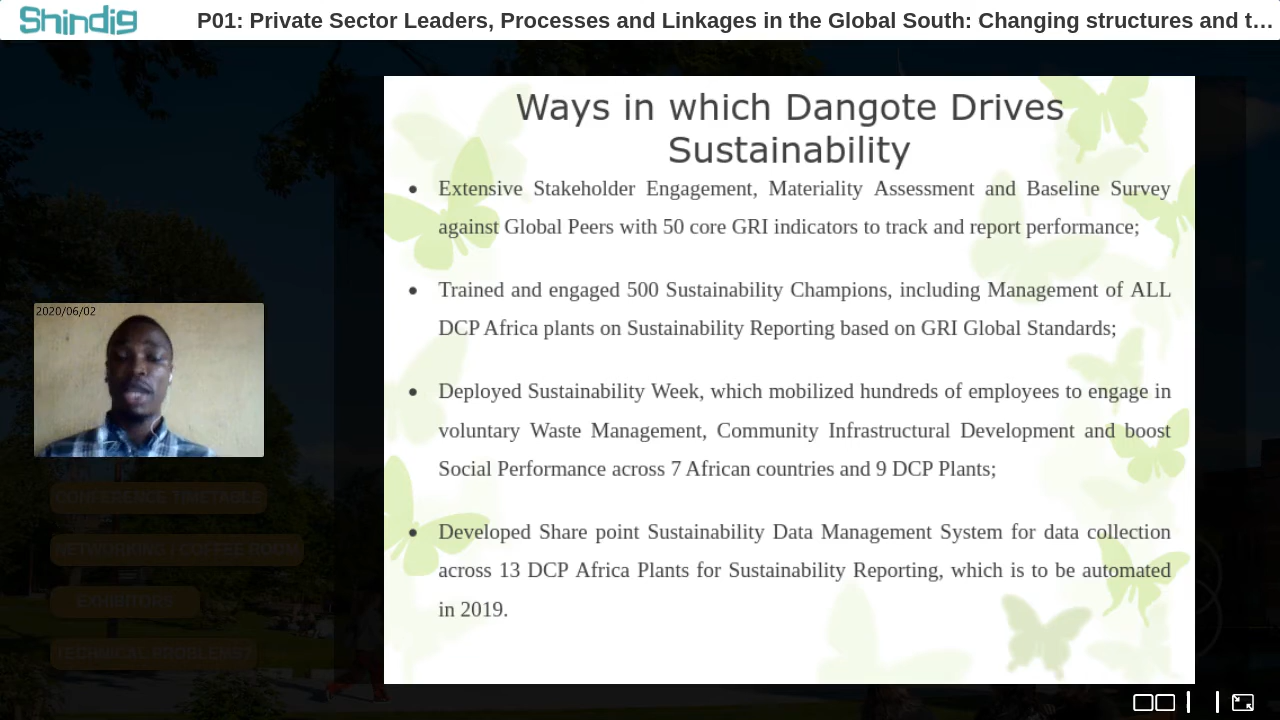 Shindig
P01: Private Sector Leaders, Processes and Linkages in the Global South: Changing structures and t...
Ways in which Dangote Drives
Sustainability
• Extensive Stakeholder Engagement, Materiality Assessment and Baseline Survey
against Global Peers with 50 core GRI indicators to track and report performance;
• Trained and engaged 500 Sustainability Champions, including Management of ALL
DCP Africa plants on Sustainability Reporting based on GRI Global Standards;
• Deployed Sustainability Week, which mobilized hundreds of employees to engage in
voluntary Waste Management, Community Infrastructural Development and boost
Social Performance across 7 African countries and 9 DCP Plants;
• Developed Share point Sustainability Data Management System for data collection
across 13 DCP Africa Plants for Sustainability Reporting, which is to be automated
in 2019.
2020/06/02
CONFERENCE TIMETABLE
NETWORKING / COFFEE ROOM
EXHIBITORS
TECHNICAL PROBLEMS?